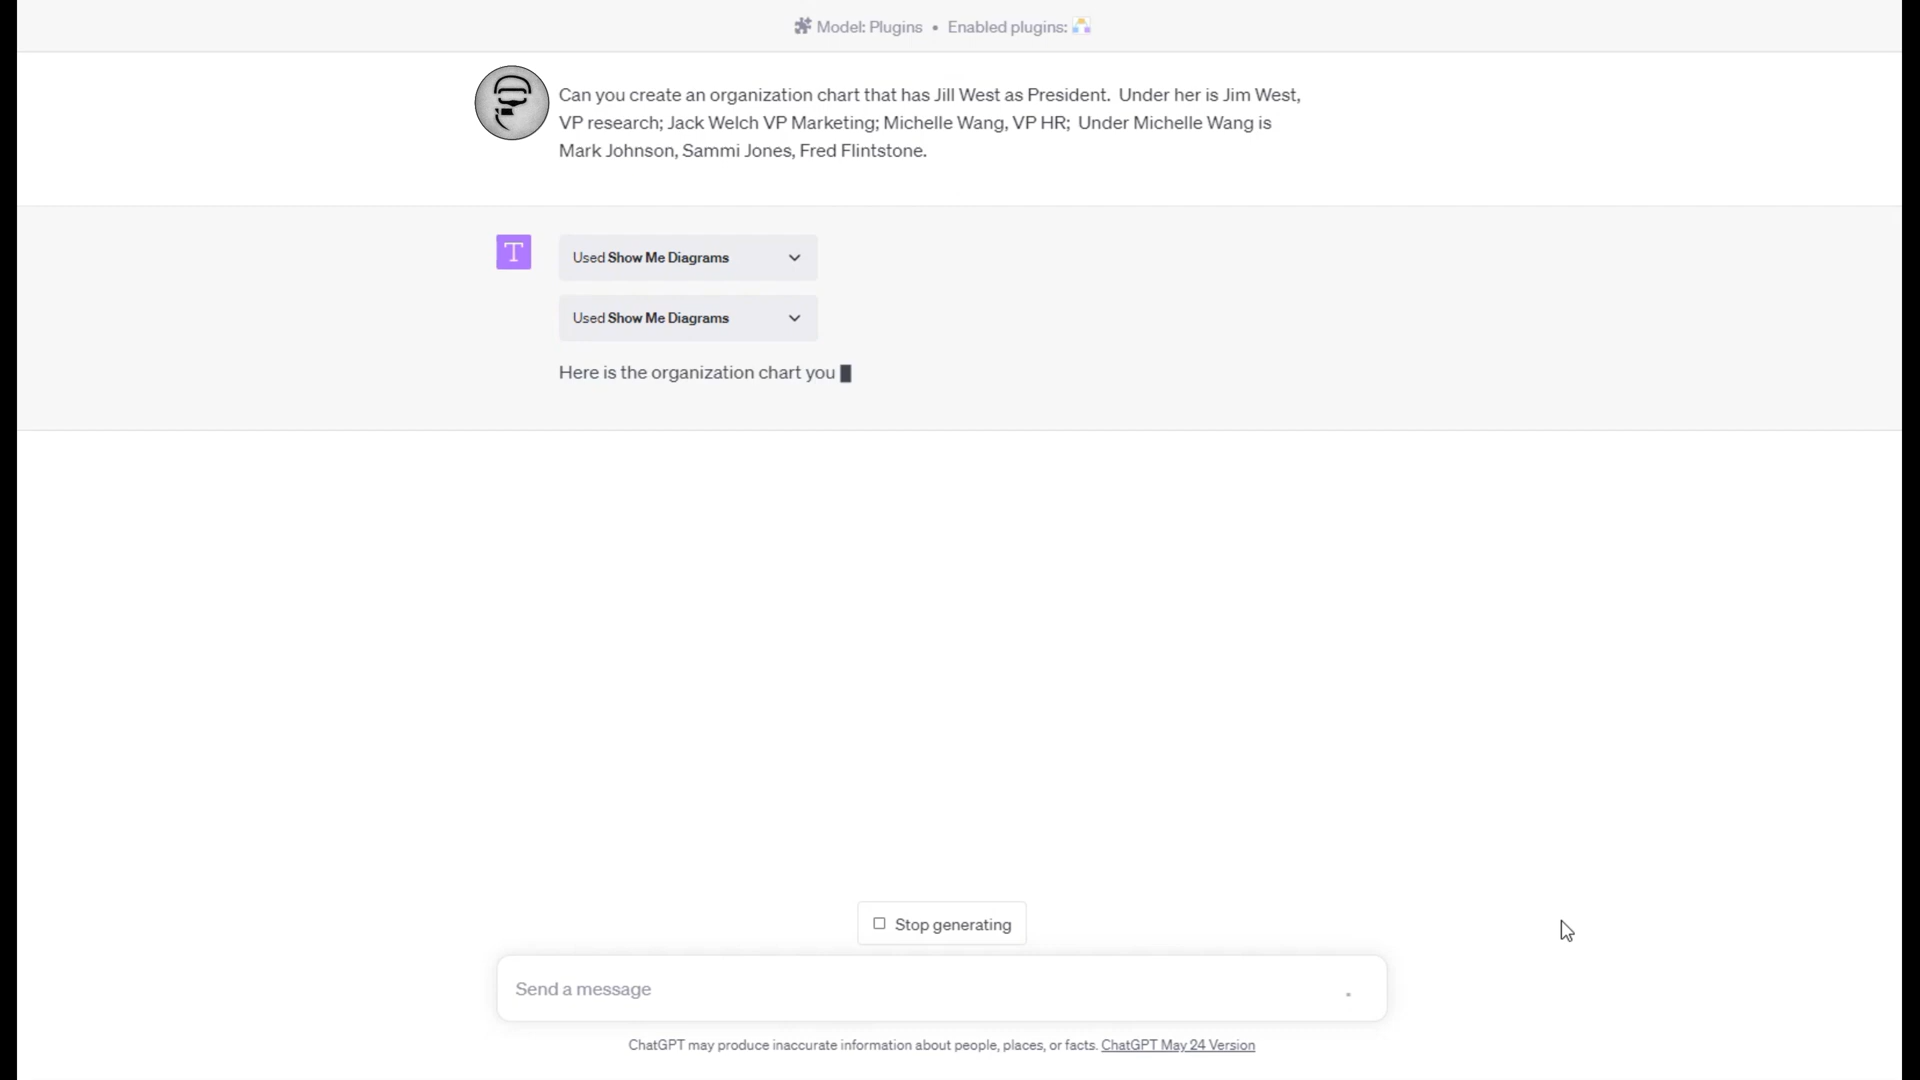 Model: Plugins • Enabled plugins:
Can you create an organization chart that has Jill West as President.  Under her is Jim West,
VP research; Jack Welch VP Marketing; Michelle Wang, VP HR;  Under Michelle Wang is
Mark Johnson, Sammi Jones, Fred Flintstone.
T
Used Show Me Diagrams
Used Show Me Diagrams
Here is the organization chart you
Stop generating
Send a message
ChatGPT may produce inaccurate information about people, places, or facts. ChatGPT May 24 Version